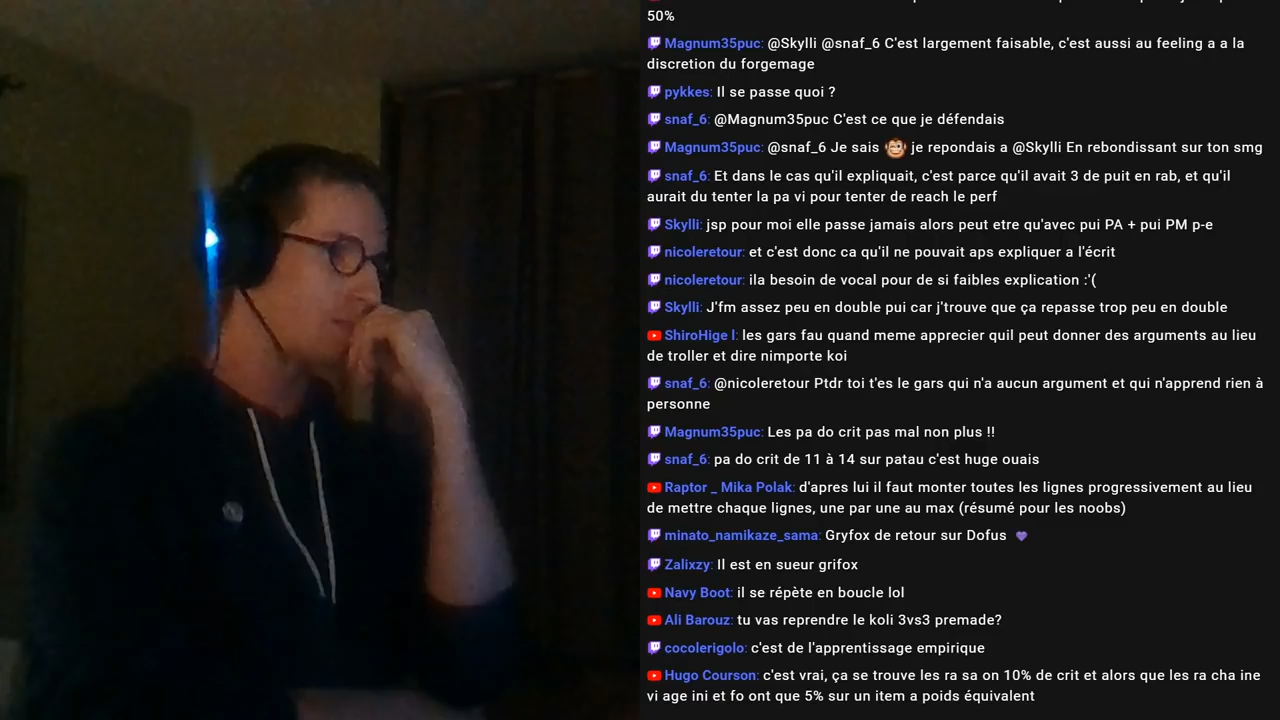 50%
Magnum35puc: @Skylli @snaf_6 C'est largement faisable, c'est aussi au feeling a a la
discretion du forgemage
pykkes: Il se passe quoi ?
snaf_6: @Magnum35puc C'est ce que je défendais
Magnum35puc: @snaf_6 Je sais je repondais a @Skylli En rebondissant sur ton smg
snaf_6: Et dans le cas qu'il expliquait, c'est parce qu'il avait 3 de puit en rab, et qu'il
aurait du tenter la pa vi pour tenter de reach le perf
Skylli: jsp pour moi elle passe jamais alors peut etre qu'avec pui PA + pui PM p-e
nicoleretour: et c'est donc ca qu'il ne pouvait aps expliquer a l'écrit
nicoleretour: ila besoin de vocal pour de si faibles explication :'(
Skylli: J'fm assez peu en double pui car j'trouve que ça repasse trop peu en double
ShiroHige l: les gars fau quand meme apprecier quil peut donner des arguments au lieu
de troller et dire nimporte koi
snaf_6: @nicoleretour Ptdr toi t'es le gars qui n'a aucun argument et qui n'apprend rien à
personne
Magnum35puc: Les pa do crit pas mal non plus !!
snaf_6: pa do crit de 11 à 14 sur patau c'est huge ouais
Raptor _ Mika Polak: d'apres lui il faut monter toutes les lignes progressivement au lieu
de mettre chaque lignes, une par une au max (résumé pour les noobs)
minato_namikaze_sama: Gryfox de retour sur Dofus
Zalixzy: Il est en sueur grifox
Navy Boot: il se répète en boucle lol
Ali Barouz: tu vas reprendre le koli 3vs3 premade?
cocolerigolo: c'est de l'apprentissage empirique
Hugo Courson: c'est vrai, ça se trouve les ra sa on 10% de crit et alors que les ra cha ine
vi age ini et fo ont que 5% sur un item a poids équivalent